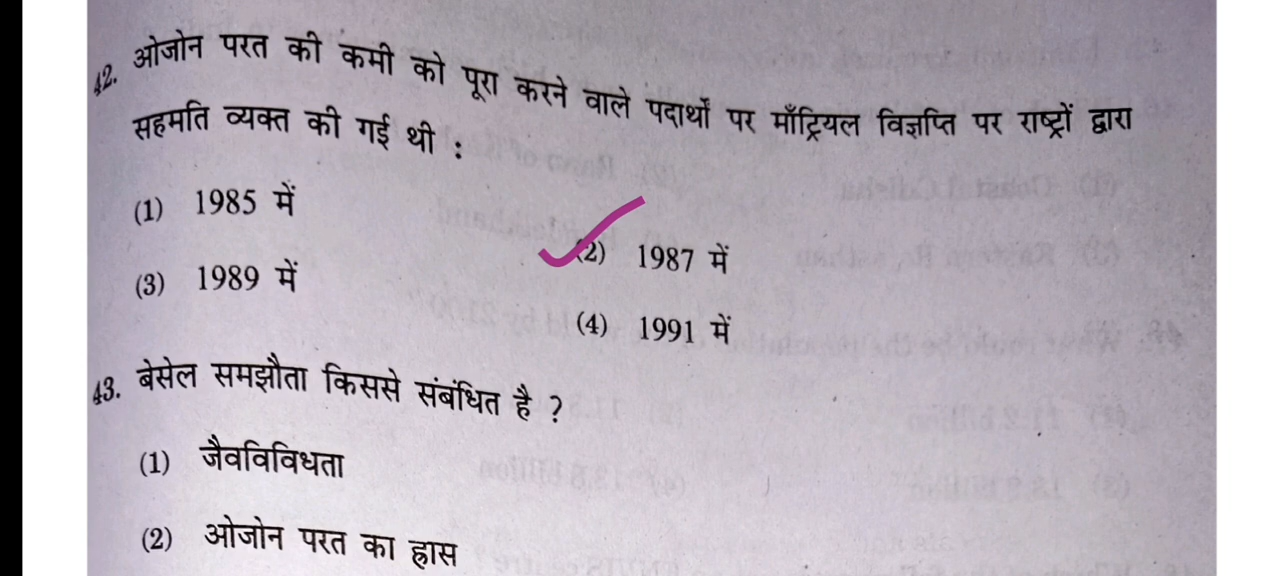 42. ओजोन परत की कमी को पूरा करने वाले पदार्थों पर माँट्रियल विज्ञप्ति पर राष्ट्रों द्वारा
सहमति व्यक्त की गई थी :
(1) 1985 में
(2) 1987 में
(3) 1989 में
(4) 1991 में
43. बेसेल समझौता किससे संबंधित है ?
(1) जैवविविधता
(2) ओजोन परत का ह्रास